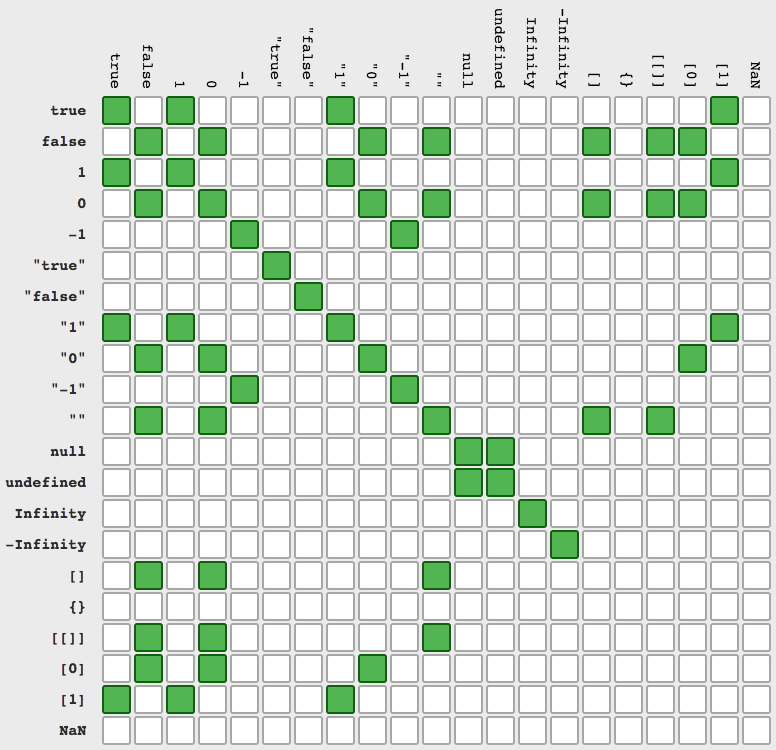 true false 1 0 -1 "true" "false" "1" "0" "-1" "" null undefined Infinity -Infinity [] {} [[]] [0] [1] NaN
true
false
1
0
-1
"true"
"false"
"1"
"0"
"-1"
""
null
undefined
Infinity
-Infinity
[]
{}
[[]]
[0]
[1]
NaN